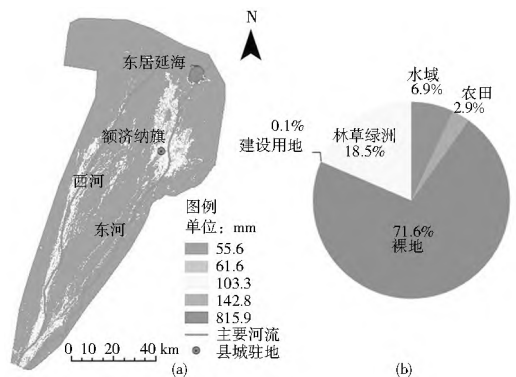 N
东居延海
额济纳旗
西河
东河
图例
单位：mm
55.6
61.6
103.3
142.8
815.9
主要河流
县城驻地
0 10 20 40 km
(a)
水域
6.9%
农田
2.9%
0.1%
建设用地
林草绿洲
18.5%
71.6%
裸地
(b)